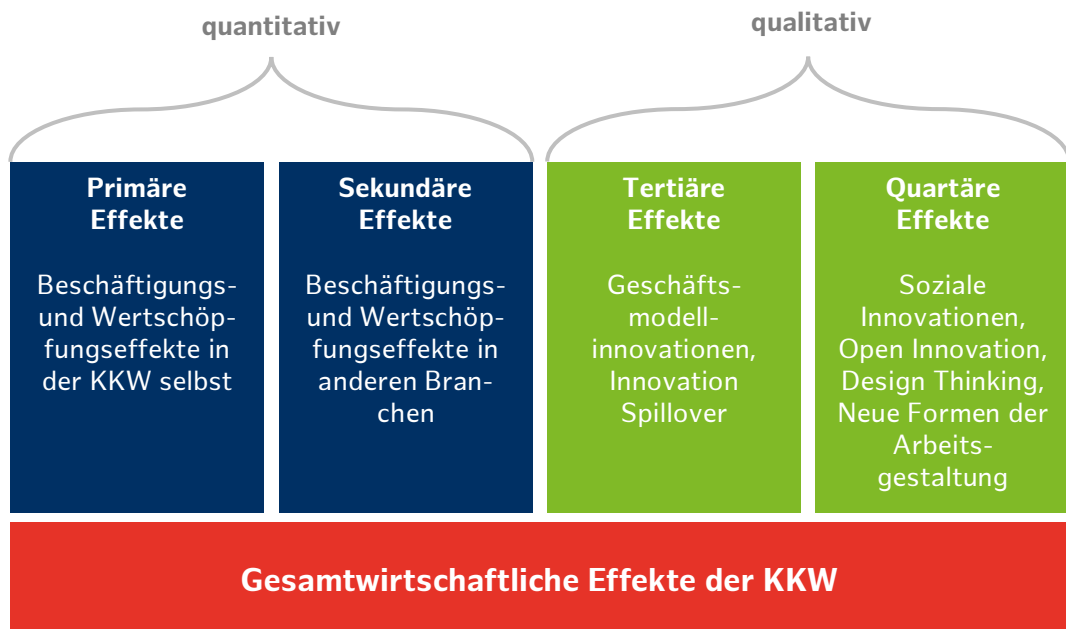 quantitativ
qualitativ
Primäre
Effekte
Beschäftigungs-
und Wertschöp-
fungseffekte in
der KKW selbst
Sekundäre
Effekte
Beschäftigungs-
und Wertschöp-
fungseffekte in
anderen Bran-
chen
Tertiäre
Effekte
Geschäfts-
modell-
innovationen,
Innovation
Spillover
Quartäre
Effekte
Soziale
Innovationen,
Open Innovation,
Design Thinking,
Neue Formen der
Arbeits-
gestaltung
Gesamtwirtschaftliche Effekte der KKW